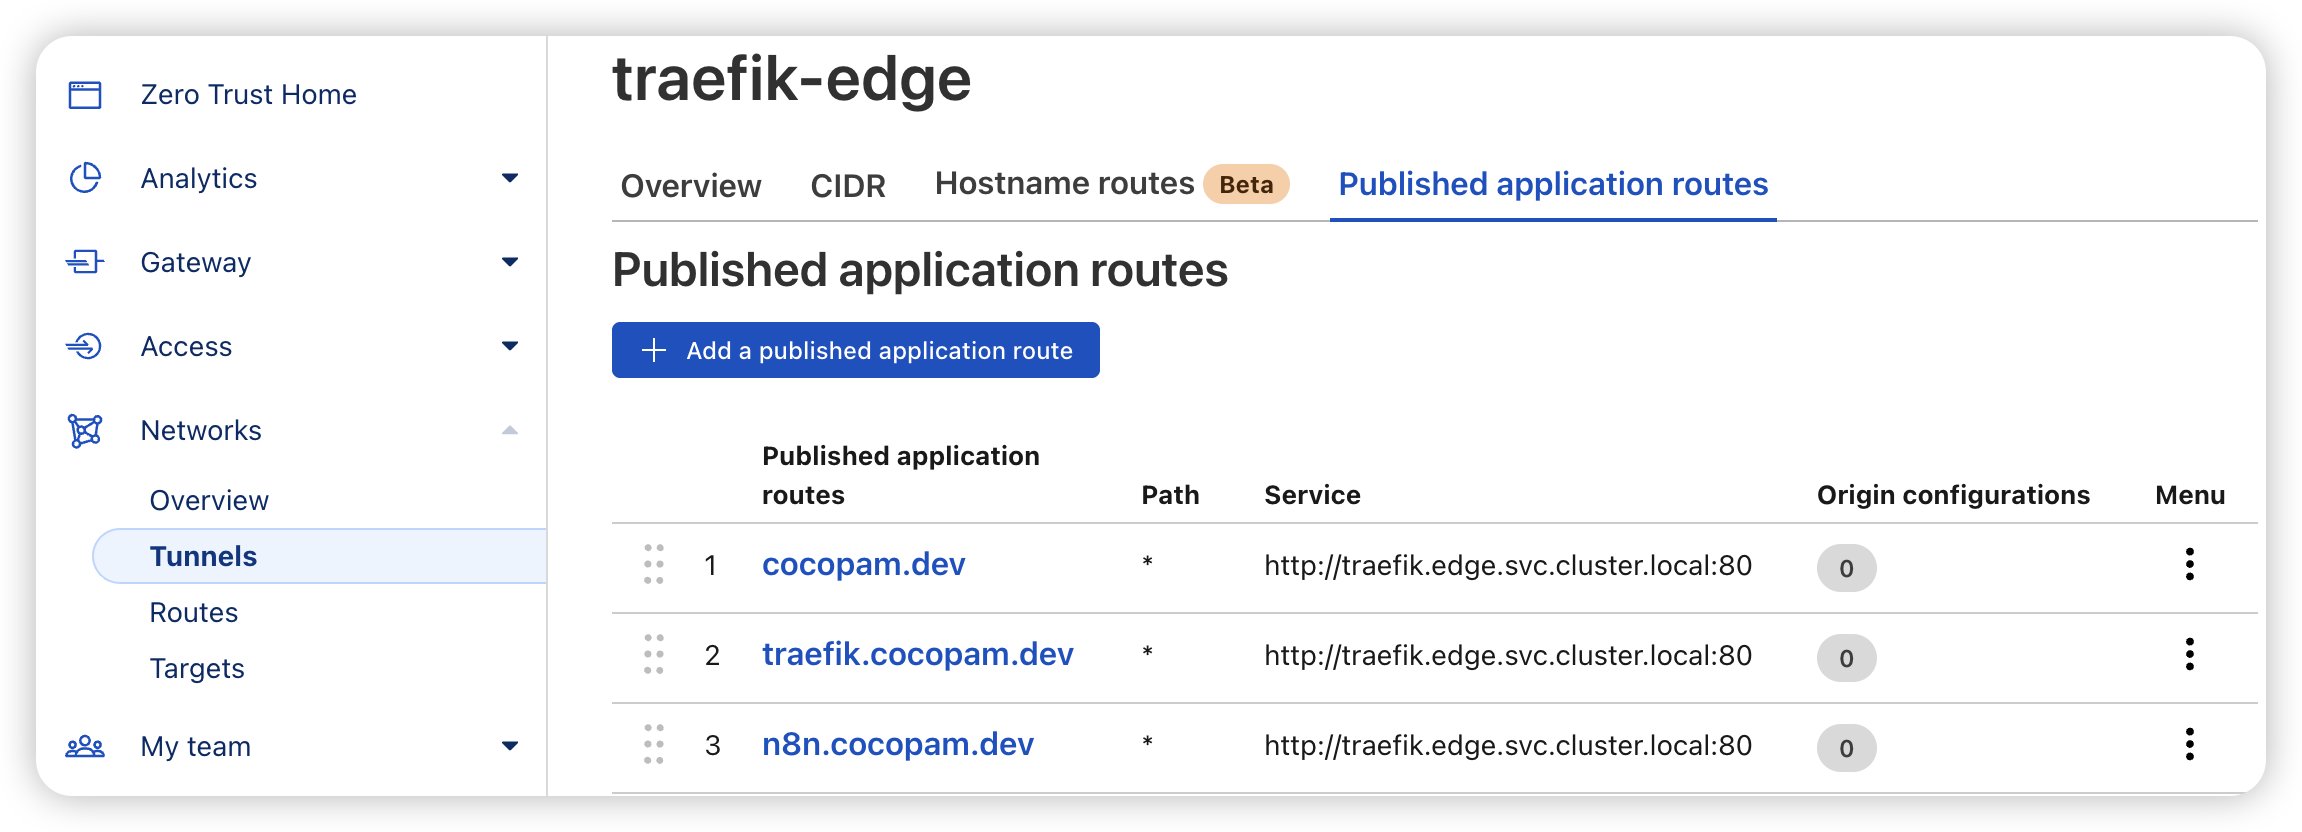 Zero Trust Home
Analytics
Gateway
Access
Networks
Overview
Tunnels
Routes
Targets
My team
traefik-edge
Overview CIDR Hostname routes Beta Published application routes
Published application routes
+ Add a published application route
Published application
routes Path Service Origin configurations Menu
1 cocopam.dev * http://traefik.edge.svc.cluster.local:80 0
2 traefik.cocopam.dev * http://traefik.edge.svc.cluster.local:80 0
3 n8n.cocopam.dev * http://traefik.edge.svc.cluster.local:80 0